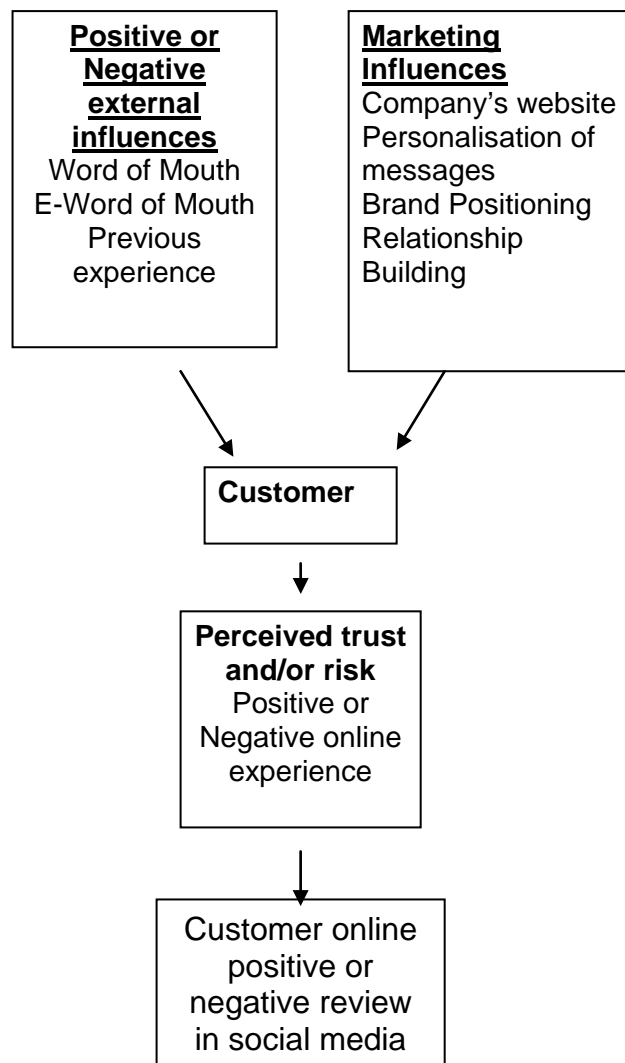 Positive or
Negative
external
influences
Word of Mouth
E-Word of Mouth
Previous
experience
Marketing
Influences
Company’s website
Personalisation of
messages
Brand Positioning
Relationship
Building
Customer
Perceived trust
and/or risk
Positive or
Negative online
experience
Customer online
positive or
negative review
in social media